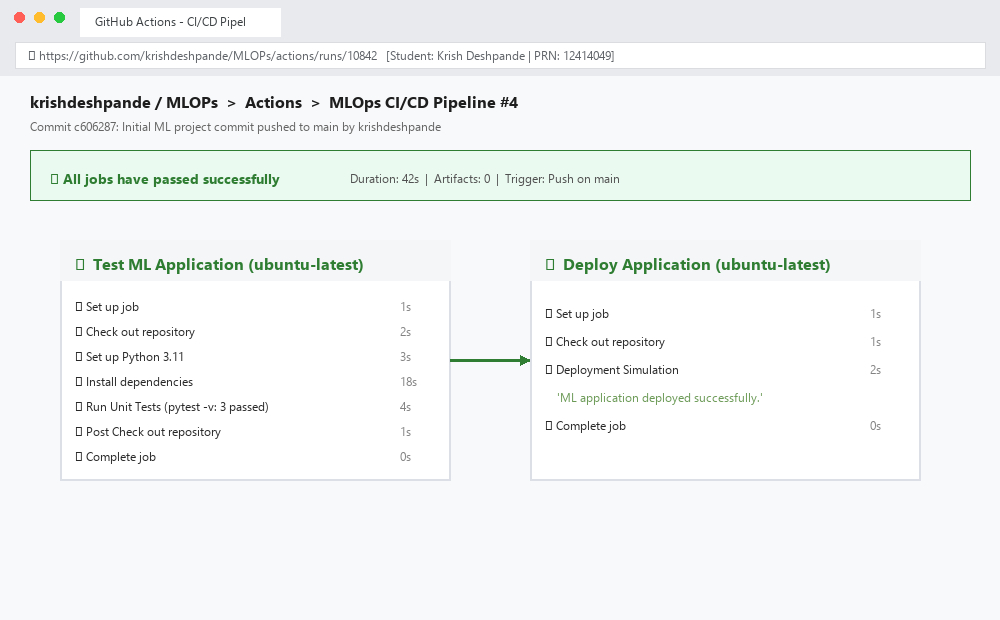 GitHub Actions - CI/CD Pipel
https://github.com/krishdeshpande/MLOPs/actions/runs/10842 [Student: Krish Deshpande | PRN: 12414049]
krishdeshpande / MLOPs > Actions > MLOps CI/CD Pipeline #4
Commit c606287: Initial ML project commit pushed to main by krishdeshpande
All jobs have passed successfully Duration: 42s | Artifacts: 0 | Trigger: Push on main
Test ML Application (ubuntu-latest)
Set up job 1s
Check out repository 2s
Set up Python 3.11 3s
Install dependencies 18s
Run Unit Tests (pytest -v: 3 passed) 4s
Post Check out repository 1s
Complete job 0s
Deploy Application (ubuntu-latest)
Set up job 1s
Check out repository 1s
Deployment Simulation 2s
'ML application deployed successfully.'
Complete job 0s